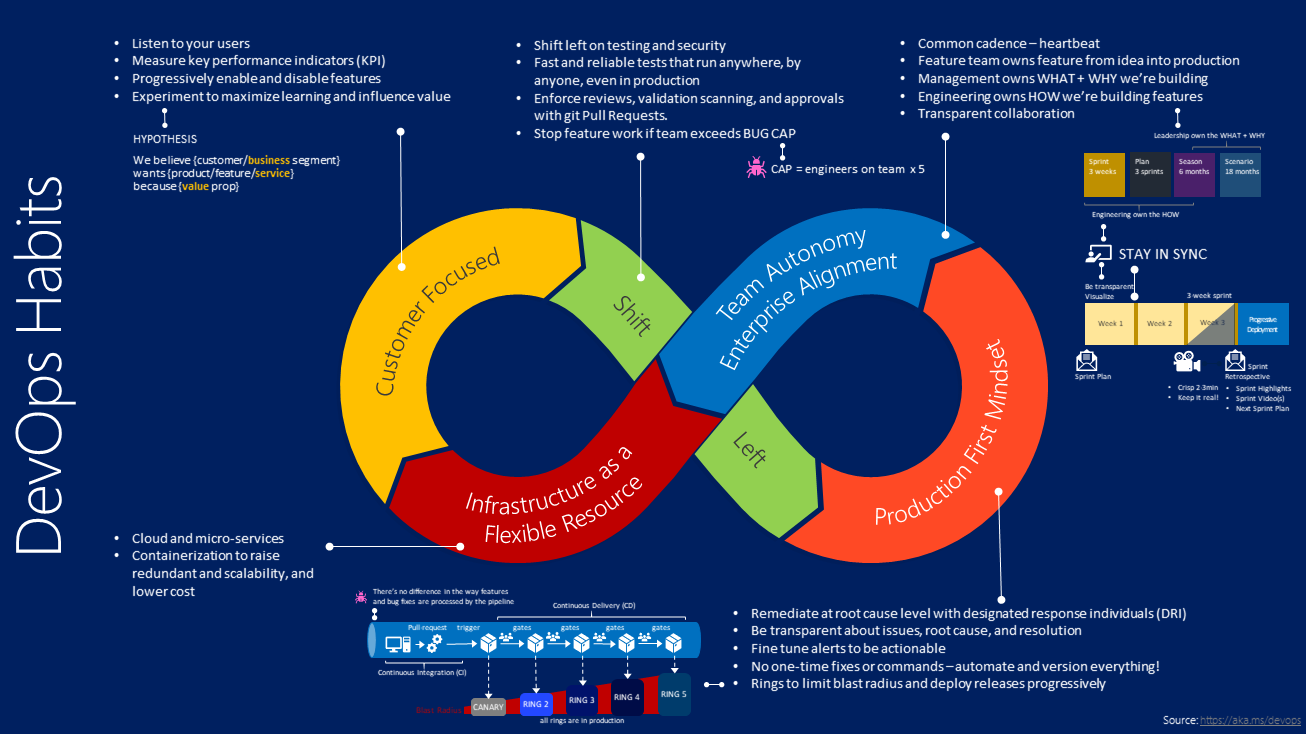 DevOps Habits
• Listen to your users
• Measure key performance indicators (KPI)
• Progressively enable and disable features
• Experiment to maximize learning and influence value
HYPOTHESIS
We believe {customer/business segment}
wants {product/feature/service}
because {value prop}
• Shift left on testing and security
• Fast and reliable tests that run anywhere, by
anyone, even in production
• Enforce reviews, validation scanning, and approvals
with git Pull Requests.
• Stop feature work if team exceeds BUG CAP
CAP = engineers on team x 5
• Common cadence – heartbeat
• Feature team owns feature from idea into production
• Management owns WHAT + WHY we're building
• Engineering owns HOW we're building features
• Transparent collaboration
Leadership own the WHAT + WHY
Sprint
3 weeks
Plan
3 sprints
Season
6 months
Scenario
18 months
Engineering own the HOW
STAY IN SYNC
Be transparent
Visualize
3 week sprint
Week 1
Week 2
Week 3
Progressive
Deployment
Sprint Plan
• Crisp 2-3min
• Keep it real!
Sprint
Retrospective
• Sprint Highlights
• Sprint Video(s)
• Next Sprint Plan
Customer Focused
Shift
Team Autonomy
Enterprise Alignment
Infrastructure as a
Flexible Resource
Left
Production First Mindset
• Cloud and micro-services
• Containerization to raise
redundant and scalability, and
lower cost
There's no difference in the way features
and bug fixes are processed by the pipeline
Continuous Delivery (CD)
Pull-request
trigger
gates
gates
gates
gates
Continuous Integration (CI)
Blast Radius
CANARY
RING 2
RING 3
RING 4
RING 5
all rings are in production
• Remediate at root cause level with designated response individuals (DRI)
• Be transparent about issues, root cause, and resolution
• Fine tune alerts to be actionable
• No one-time fixes or commands – automate and version everything!
• Rings to limit blast radius and deploy releases progressively
Source: https://aka.ms/devops